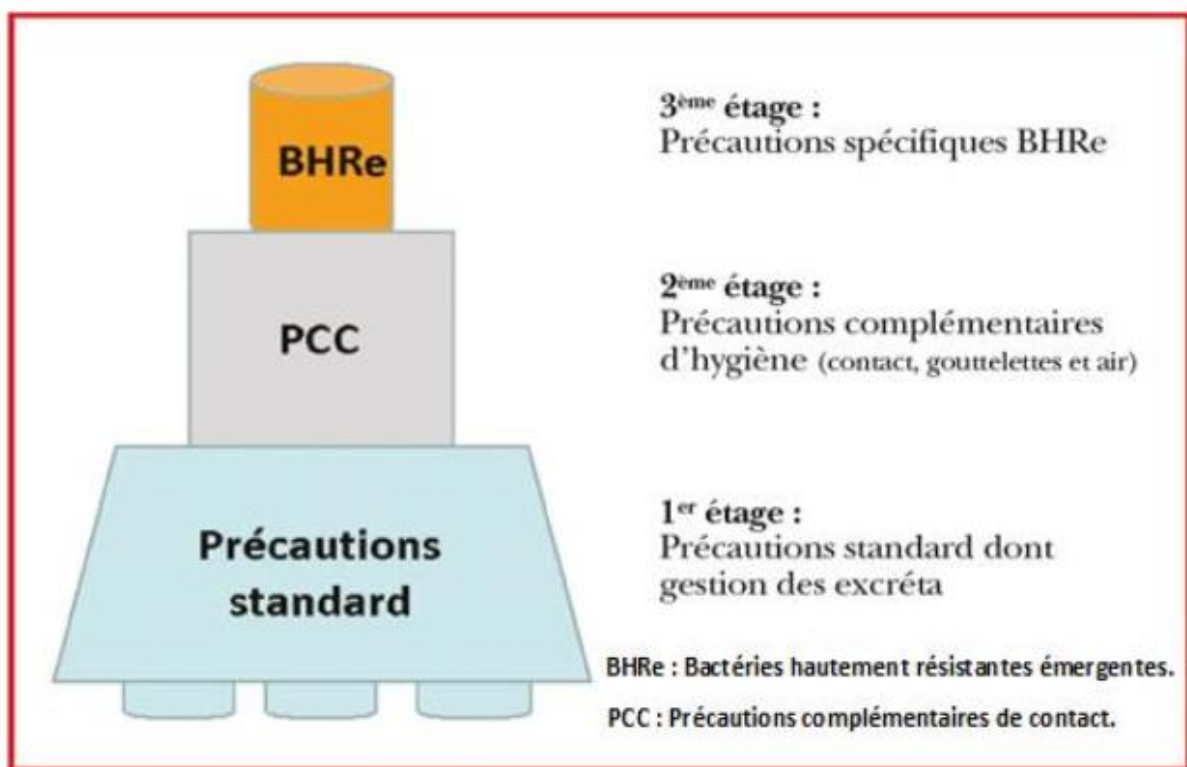 BHRe
3ème étage :
Précautions spécifiques BHRe
PCC
2ème étage :
Précautions complémentaires
d'hygiène (contact, gouttelettes et air)
Précautions
standard
1er étage :
Précautions standard dont
gestion des excréta
BHRe : Bactéries hautement résistantes émergentes.
PCC : Précautions complémentaires de contact.